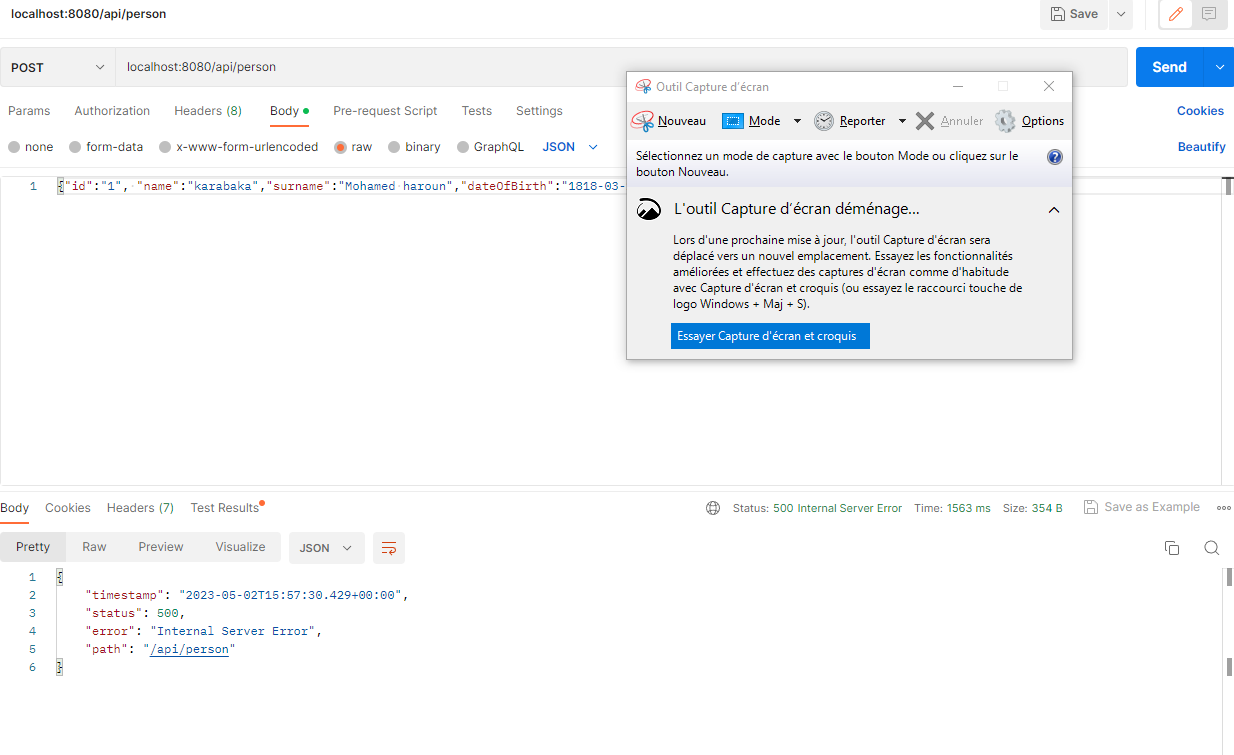 localhost:8080/api/person
Save
POST
localhost:8080/api/person
Send
Params Authorization Headers (8) Body Pre-request Script Tests Settings
Cookies
none form-data x-www-form-urlencoded raw binary GraphQL JSON
Beautify
1 {"id":"1", "name":"karabaka","surname":"Mohamed haroun","dateOfBirth":"1818-03-
Outil Capture d'écran
Nouveau Mode Reporter Annuler Options
Sélectionnez un mode de capture avec le bouton Mode ou cliquez sur le
bouton Nouveau.
L'outil Capture d'écran déménage...
Lors d'une prochaine mise à jour, l'outil Capture d'écran sera
déplacé vers un nouvel emplacement. Essayez les fonctionnalités
améliorées et effectuez des captures d'écran comme d'habitude
avec Capture d'écran et croquis (ou essayez le raccourci touche de
logo Windows + Maj + S).
Essayer Capture d'écran et croquis
Body Cookies Headers (7) Test Results
Status: 500 Internal Server Error Time: 1563 ms Size: 354 B
Save as Example
Pretty Raw Preview Visualize JSON
1 {
2 "timestamp": "2023-05-02T15:57:30.429+00:00",
3 "status": 500,
4 "error": "Internal Server Error",
5 "path": "/api/person"
6 }